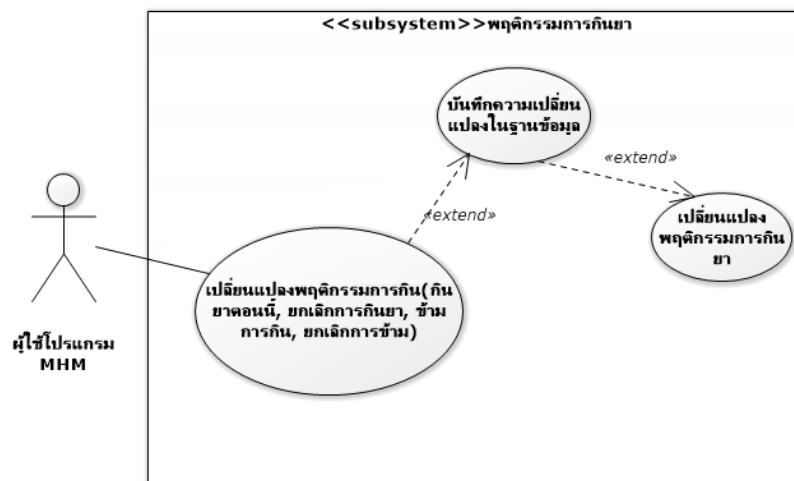 <<subsystem>>พฤติกรรมการกินยา
บันทึกความเปลี่ยน
แปลงในฐานข้อมูล
«extend»
«extend»
เปลี่ยนแปลง
พฤติกรรมการกิน
ยา
เปลี่ยนแปลงพฤติกรรมการกิน(กิน
ยาตอนนี้, ยกเลิกการกินยา, ข้าม
การกิน, ยกเลิกการข้าม)
ผู้ใช้โปรแกรม
MHM